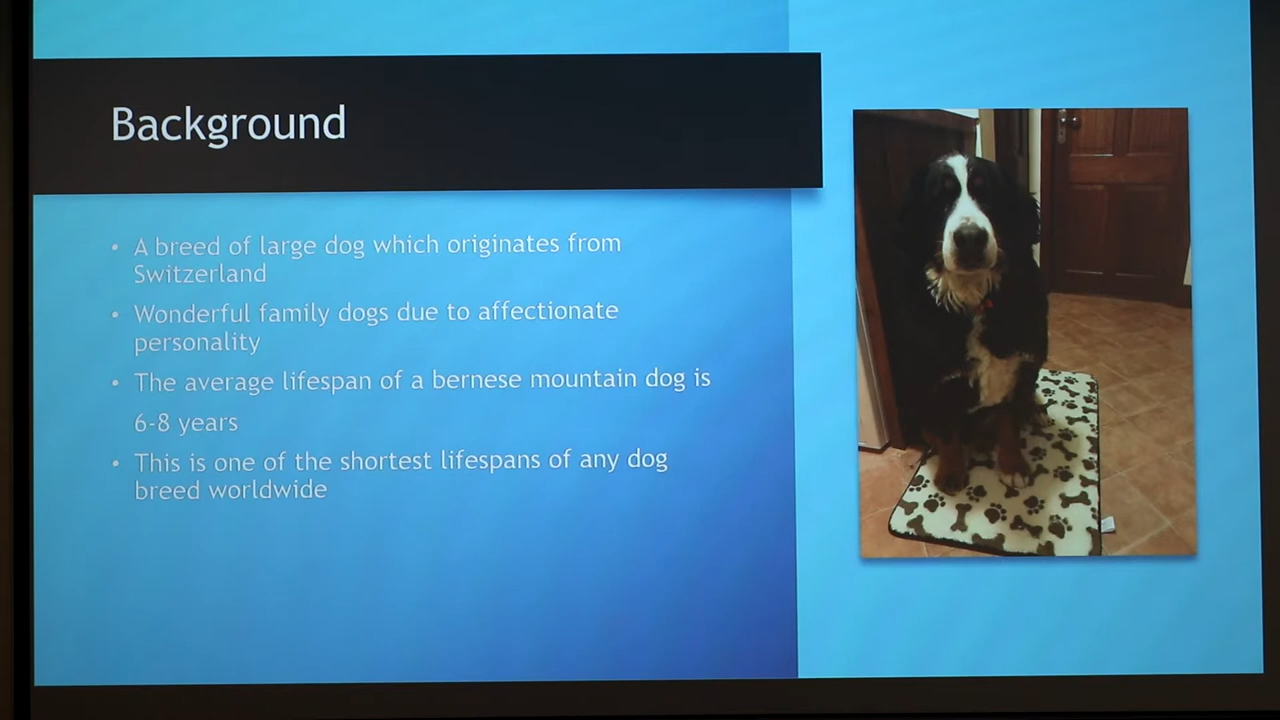 Background
• A breed of large dog which originates from
Switzerland
• Wonderful family dogs due to affectionate
personality
• The average lifespan of a bernese mountain dog is
6-8 years
• This is one of the shortest lifespans of any dog
breed worldwide